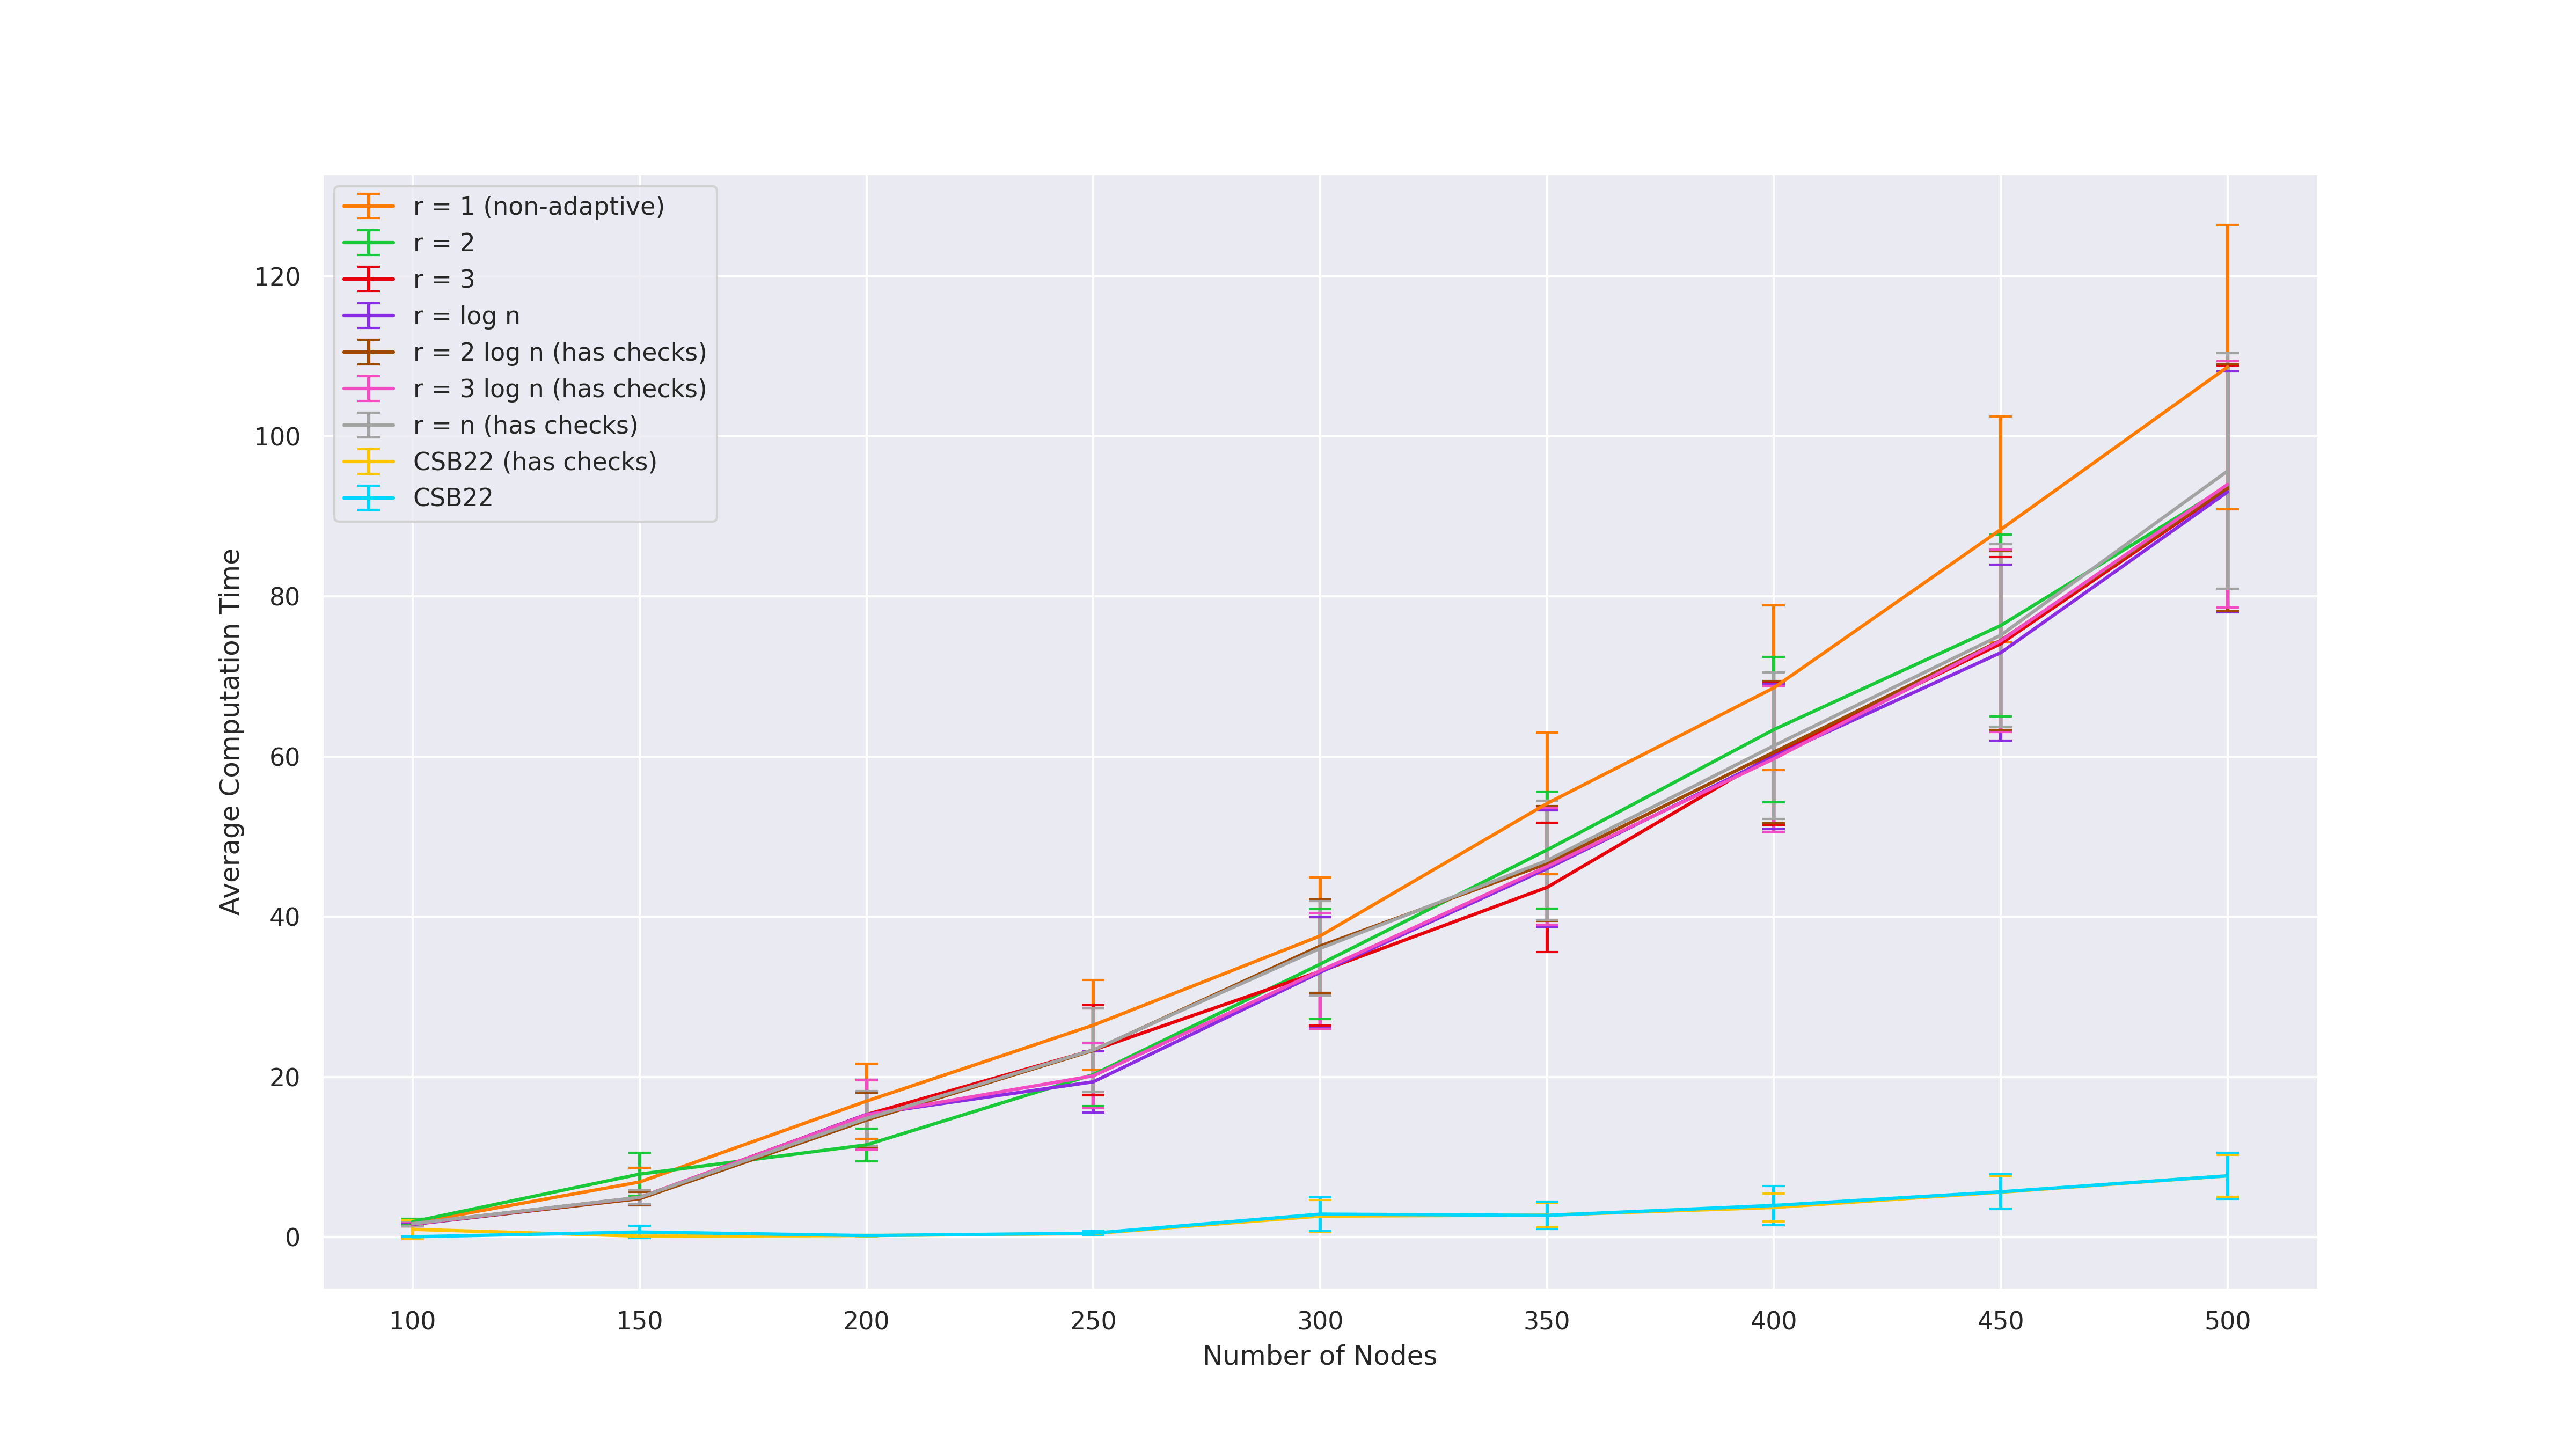 r = 1 (non-adaptive)
r = 2
r = 3
r = log n
r = 2 log n (has checks)
r = 3 log n (has checks)
r = n (has checks)
CSB22 (has checks)
CSB22
120
100
80
60
40
20
0
Average Computation Time
100 150 200 250 300 350 400 450 500
Number of Nodes